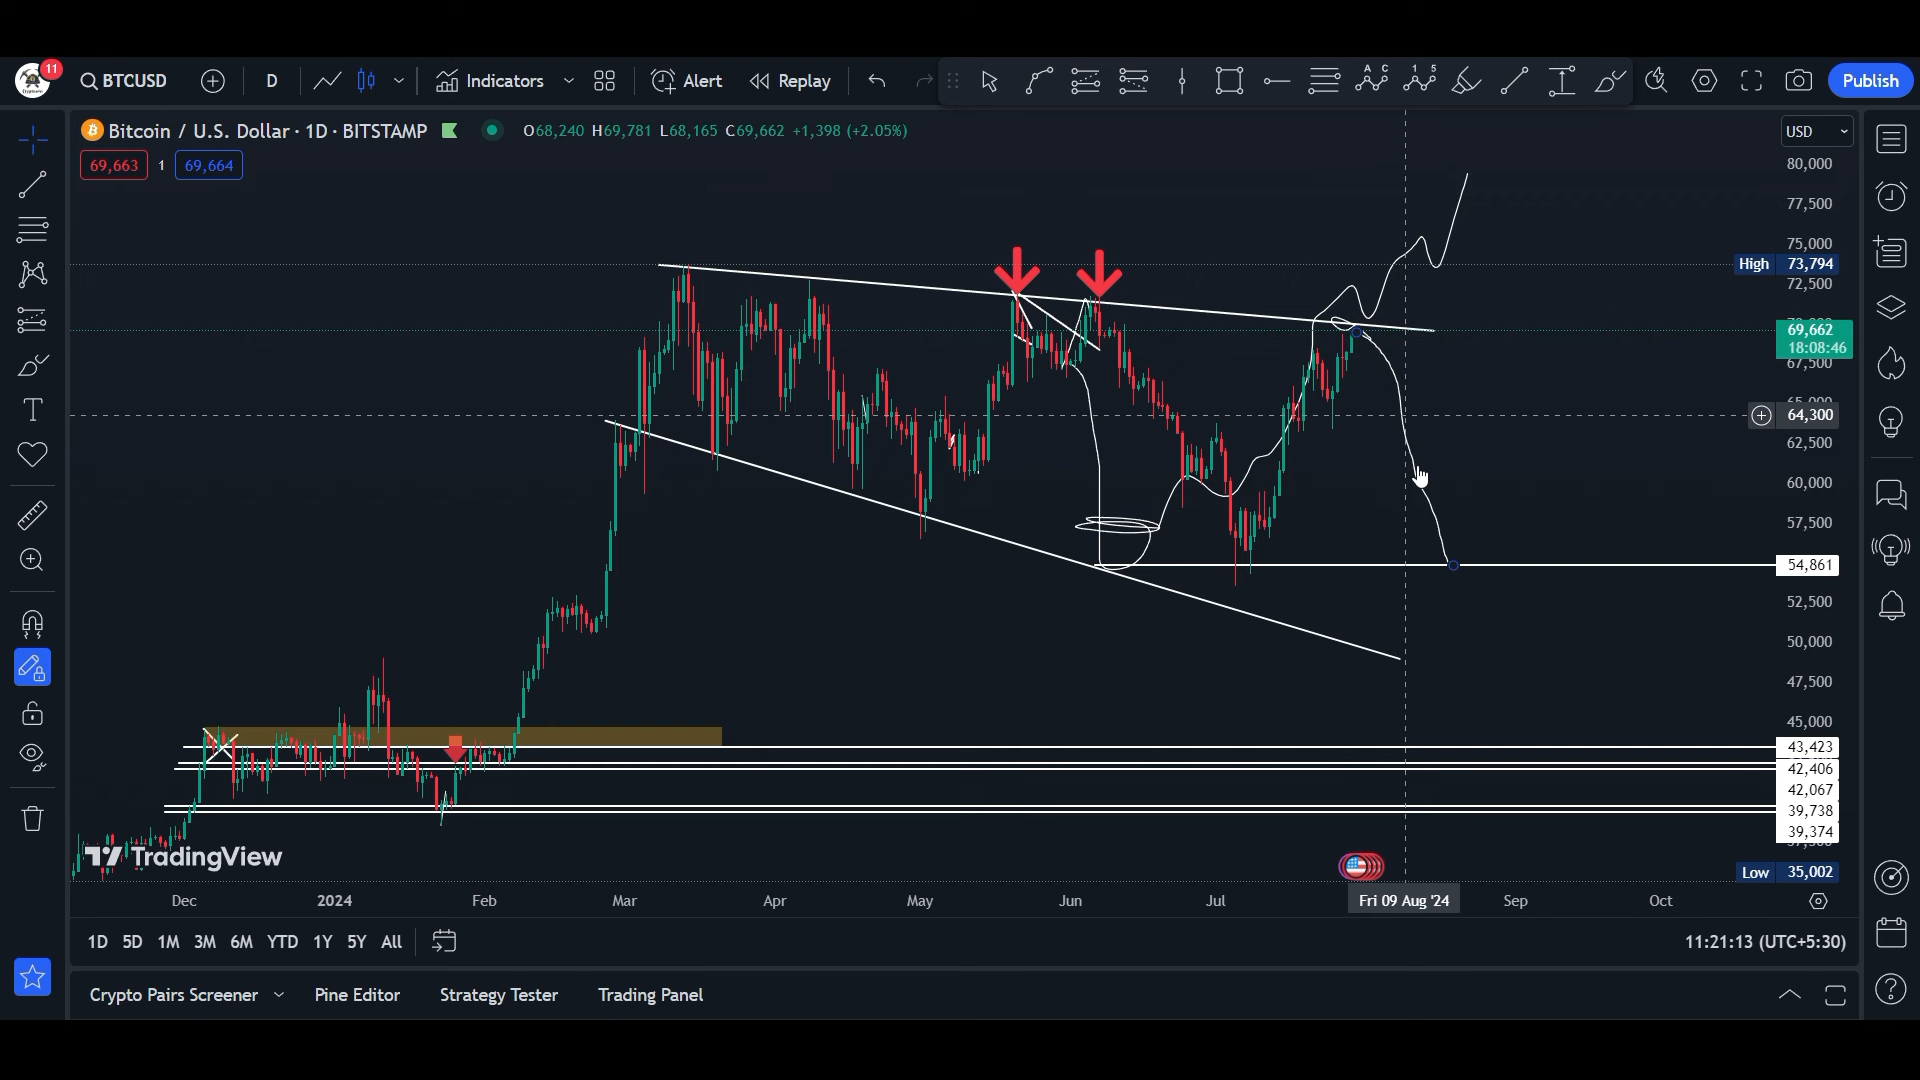 11
BTCUSD
D
Indicators
Alert
Replay
A C
1 5
Publish
Bitcoin / U.S. Dollar · 1D · BITSTAMP
O68,240 H69,781 L68,165 C69,662 +1,398 (+2.05%)
USD
69,663 1 69,664
80,000
77,500
75,000
High 73,794
72,500
69,662
18:08:46
67,500
64,300
62,500
60,000
57,500
54,861
52,500
50,000
47,500
45,000
43,423
42,406
42,067
39,738
39,374
Low 35,002
TradingView
Dec 2024 Feb Mar Apr May Jun Jul Fri 09 Aug '24 Sep Oct
1D 5D 1M 3M 6M YTD 1Y 5Y All
11:21:13 (UTC+5:30)
Crypto Pairs Screener Pine Editor Strategy Tester Trading Panel